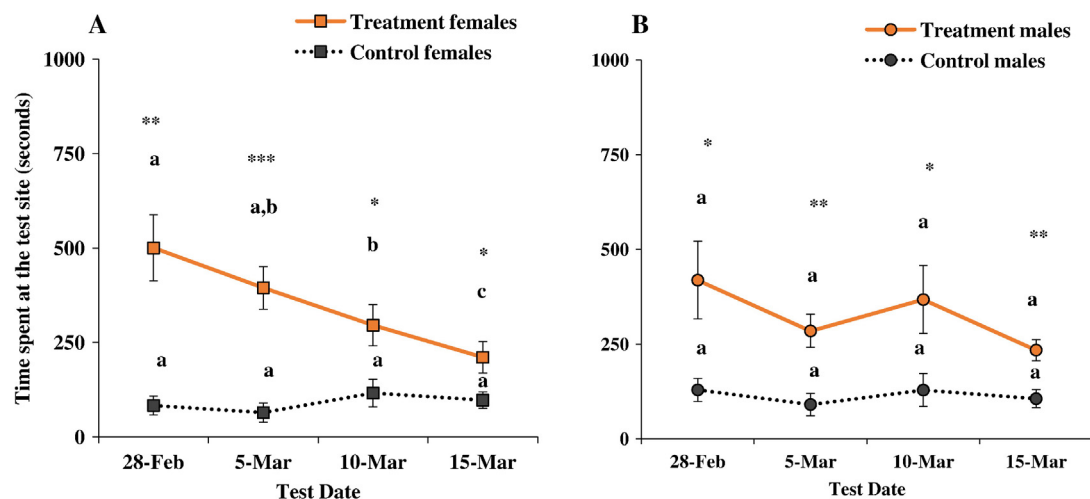 A
Treatment females
Control females
Time spent at the test site (seconds)
1000
750
500
250
0
**
a
***
a,b
*
b
*
c
a
a
a
a
28-Feb
5-Mar
10-Mar
15-Mar
Test Date
B
Treatment males
Control males
1000
750
500
250
0
*
a
**
a
*
a
**
a
a
a
a
a
28-Feb
5-Mar
10-Mar
15-Mar
Test Date